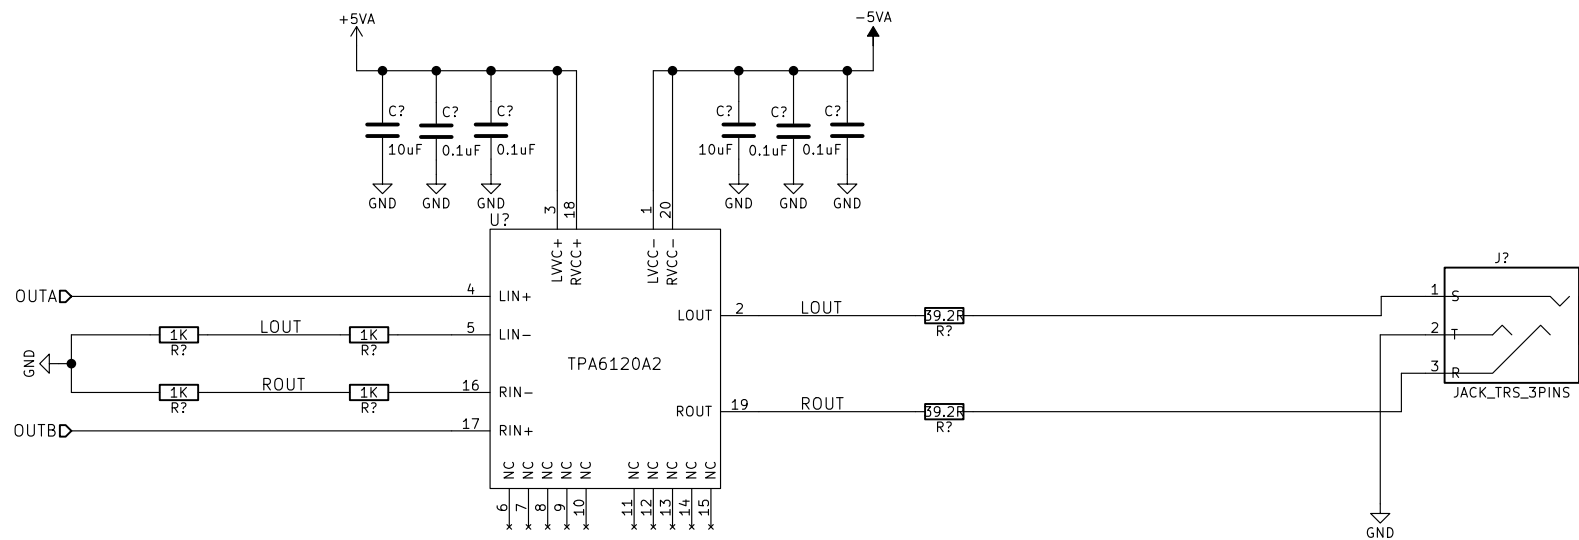 +5VA
-5VA
C? C? C? C? C? C?
10uF 0.1uF 0.1uF 10uF 0.1uF 0.1uF
GND GND GND GND GND GND
3 18 1 20
U?
LVVC+ RVCC+ LVCC- RVCC-
J?
OUTA 4 LIN+
1 S
LOUT 2 LOUT 39.2R
R?
1K LOUT 1K 5 LIN-
R? R?
2 T
GND
TPA6120A2
3 R
1K ROUT 1K 16 RIN-
R? R?
JACK_TRS_3PINS
ROUT 19 ROUT 39.2R
R?
OUTB 17 RIN+
NC NC NC NC NC NC NC NC NC NC
6 7 8 9 10 11 12 13 14 15
GND